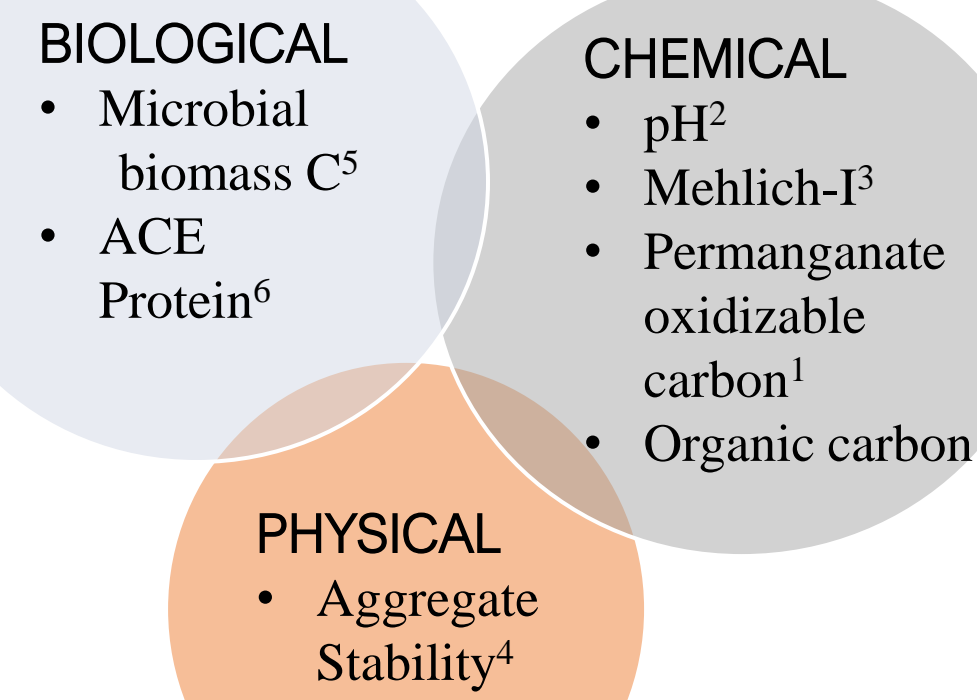 BIOLOGICAL
• Microbial
biomass C⁵
• ACE
Protein⁶
CHEMICAL
• pH²
• Mehlich-I³
• Permanganate
oxidizable
carbon¹
• Organic carbon
PHYSICAL
• Aggregate
Stability⁴